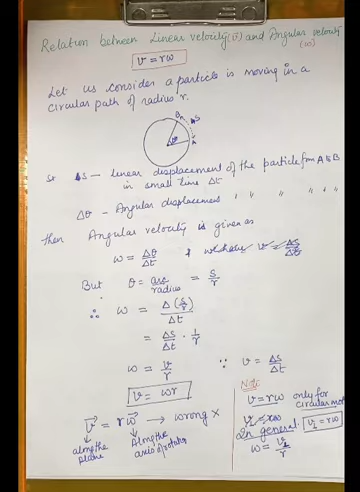 Relation between Linear velocity (v) and Angular velocity
(ω)
v = rω
Let us consider a particle is moving in a
circular path of radius r.
B ΔS
Δθ
A
ΔS — linear displacement of the particle from A to B
in small time Δt
Δθ - Angular displacement " " " " "
then Angular velocity is given as
ω = Δθ/Δt & v = ΔS/Δt
But θ = arc/radius = S/r
∴ ω = Δ(S/r)/Δt
= ΔS/Δt · 1/r
ω = v/r ∵ v = ΔS/Δt
v = ωr
v⃗ = rω⃗ → wrong ×
along the
plane
Along the
axis of rotation
Note
v = rω only for
circular
In general v⊥ = rω
ω = v⊥/r